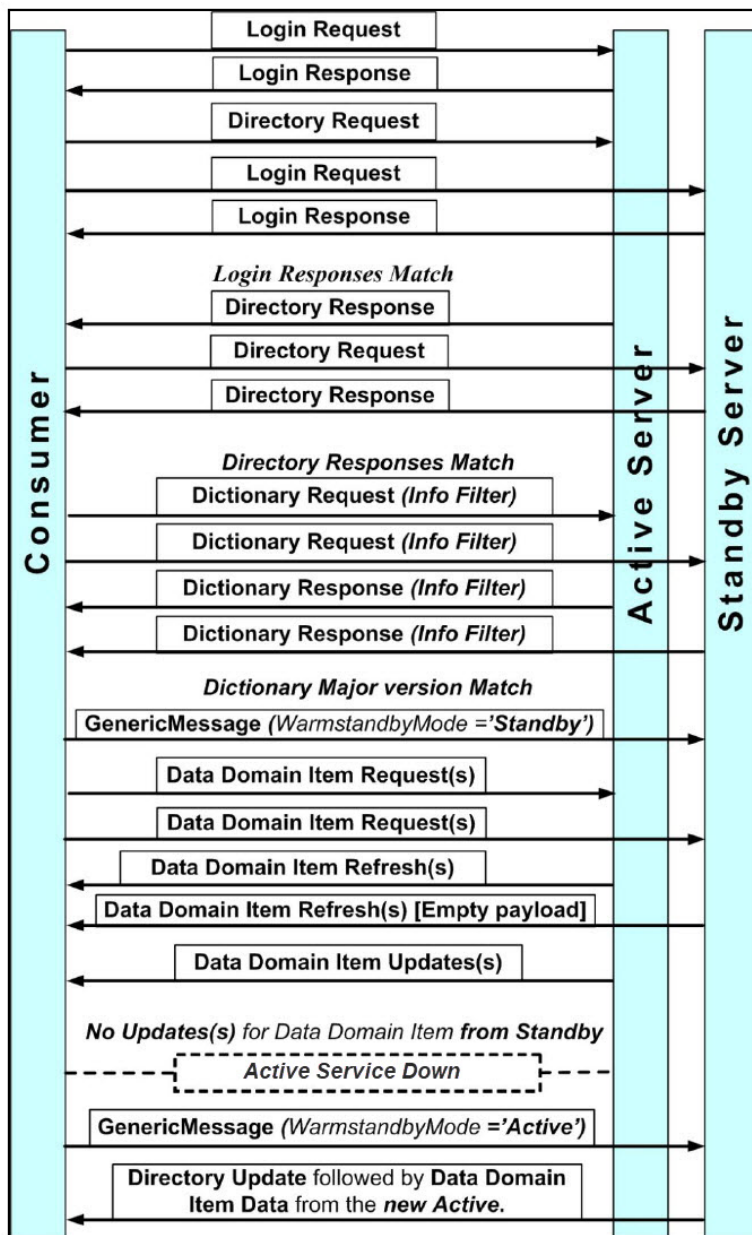 Login Request
Login Response
Directory Request
Login Request
Login Response
Login Responses Match
Directory Response
Directory Request
Directory Response
Directory Responses Match
Dictionary Request (Info Filter)
Dictionary Request (Info Filter)
Dictionary Response (Info Filter)
Dictionary Response (Info Filter)
Dictionary Major version Match
GenericMessage (WarmstandbyMode ='Standby')
Data Domain Item Request(s)
Data Domain Item Request(s)
Data Domain Item Refresh(s)
Data Domain Item Refresh(s) [Empty payload]
Data Domain Item Updates(s)
No Updates(s) for Data Domain Item from Standby
Active Service Down
GenericMessage (WarmstandbyMode ='Active')
Directory Update followed by Data Domain
Item Data from the new Active.
Consumer
Active Server
Standby Server